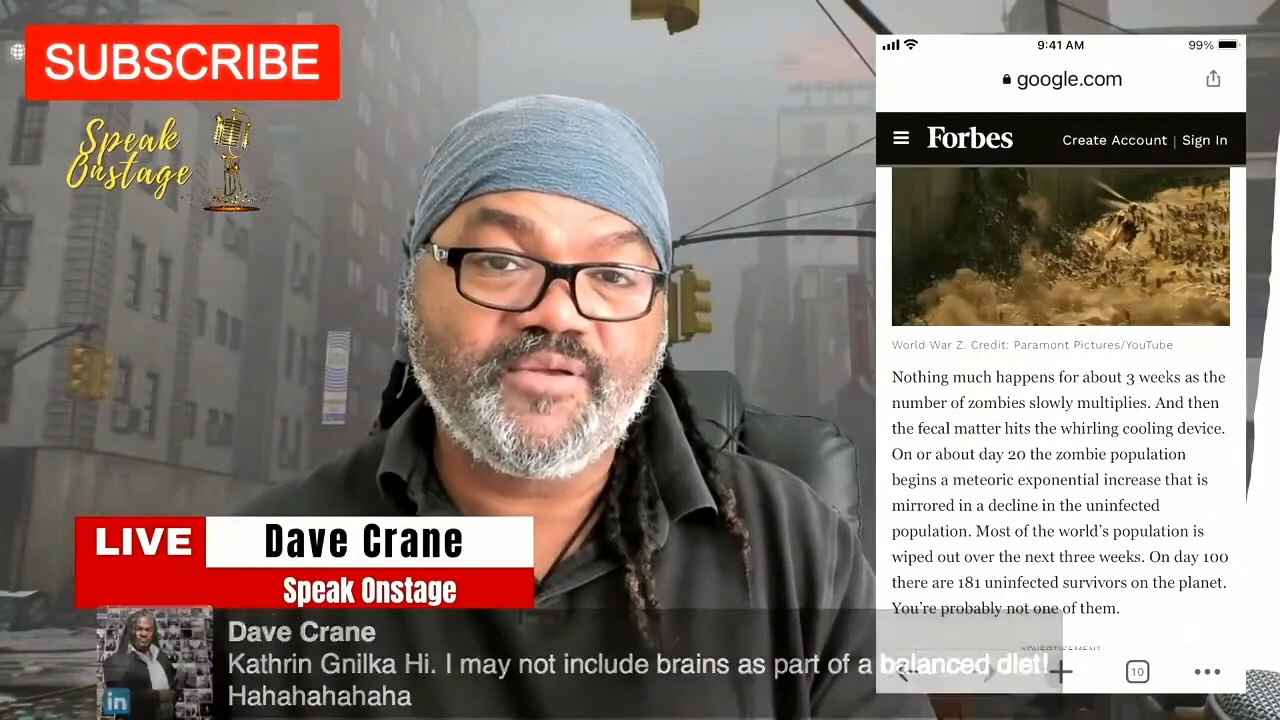 SUBSCRIBE
Speak
Onstage
LIVE
Dave Crane
Speak Onstage
Dave Crane
Kathrin Gnilka Hi. I may not include brains as part of a balanced diet!
Hahahahahaha
in
9:41 AM
99%
google.com
Forbes
Create Account | Sign In
World War Z. Credit: Paramont Pictures/YouTube
Nothing much happens for about 3 weeks as the
number of zombies slowly multiplies. And then
the fecal matter hits the whirling cooling device.
On or about day 20 the zombie population
begins a meteoric exponential increase that is
mirrored in a decline in the uninfected
population. Most of the world's population is
wiped out over the next three weeks. On day 100
there are 181 uninfected survivors on the planet.
You're probably not one of them.
ADVERTISEMENT
10